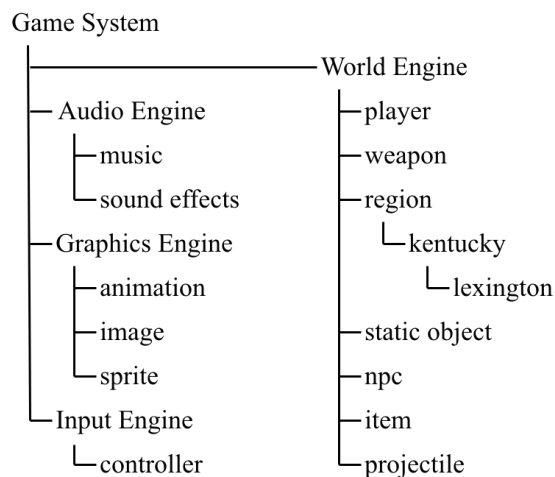 Game System
World Engine
Audio Engine
player
music
weapon
sound effects
region
Graphics Engine
kentucky
animation
lexington
image
static object
sprite
npc
Input Engine
item
controller
projectile